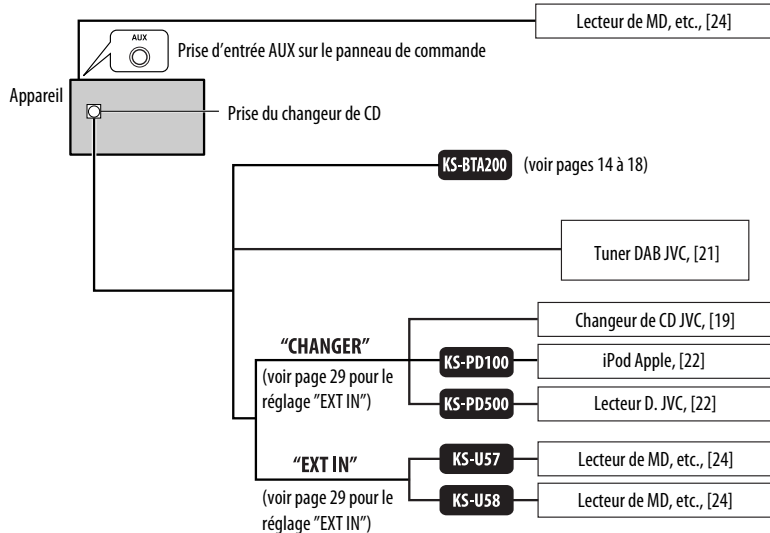 Lecteur de MD, etc., [24]
AUX
Prise d'entrée AUX sur le panneau de commande
Appareil
Prise du changeur de CD
KS-BTA200 (voir pages 14 à 18)
Tuner DAB JVC, [21]
Changeur de CD JVC, [19]
"CHANGER"
(voir page 29 pour le
réglage "EXT IN")
KS-PD100
iPod Apple, [22]
KS-PD500
Lecteur D. JVC, [22]
"EXT IN"
(voir page 29 pour le
réglage "EXT IN")
KS-U57
Lecteur de MD, etc., [24]
KS-U58
Lecteur de MD, etc., [24]